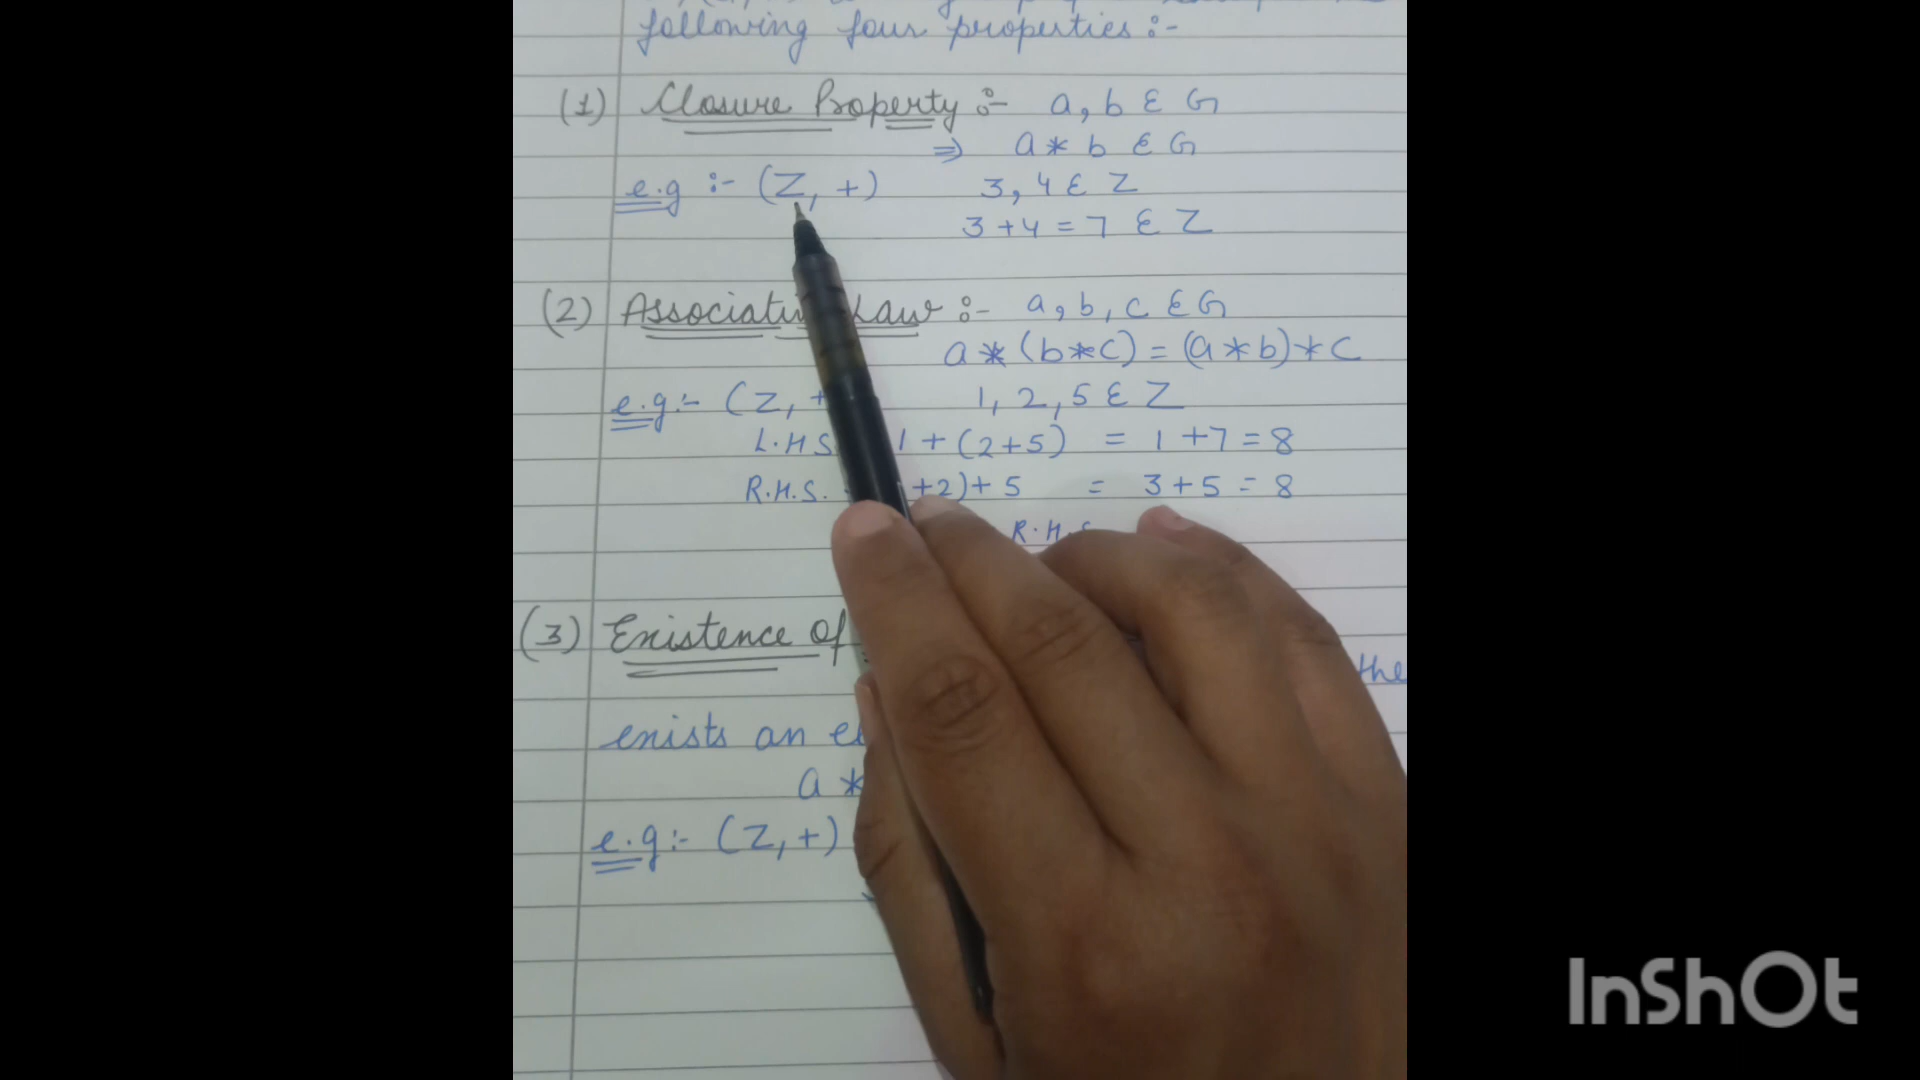 following four properties :-
(1) Closure Property :- a, b ∈ G
⇒ a * b ∈ G
e.g :- (Z, +) 3, 4 ∈ Z
3 + 4 = 7 ∈ Z
(2) Associative Law :- a, b, c ∈ G
a * (b * c) = (a * b) * c
e.g :- (Z, + 1, 2, 5 ∈ Z
L.H.S 1 + (2+5) = 1 + 7 = 8
R.H.S. +2) + 5 = 3 + 5 = 8
R.H.S
(3) Existence Of
the
exists an
a *
e.g :- (Z, +)
InShOt